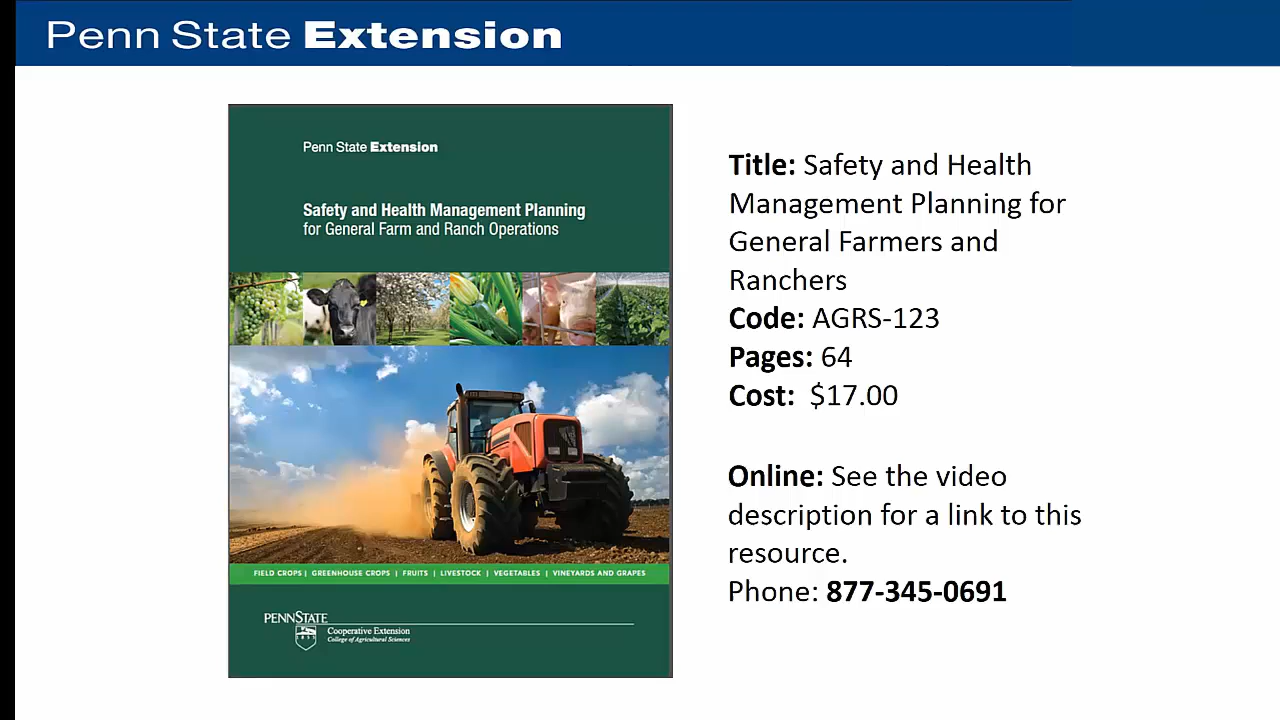 Penn State Extension
Penn State Extension
Safety and Health Management Planning
for General Farm and Ranch Operations
FIELD CROPS | GREENHOUSE CROPS | FRUITS | LIVESTOCK | VEGETABLES | VINEYARDS AND GRAPES
PENNSTATE
1855
Cooperative Extension
College of Agricultural Sciences
Title: Safety and Health
Management Planning for
General Farmers and
Ranchers
Code: AGRS-123
Pages: 64
Cost: $17.00
Online: See the video
description for a link to this
resource.
Phone: 877-345-0691